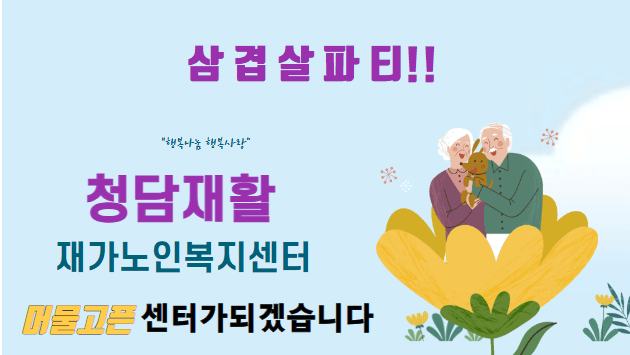 삼겹살파티!!
"행복나눔 행복사랑"
청담재활
재가노인복지센터
머물고픈 센터가되겠습니다